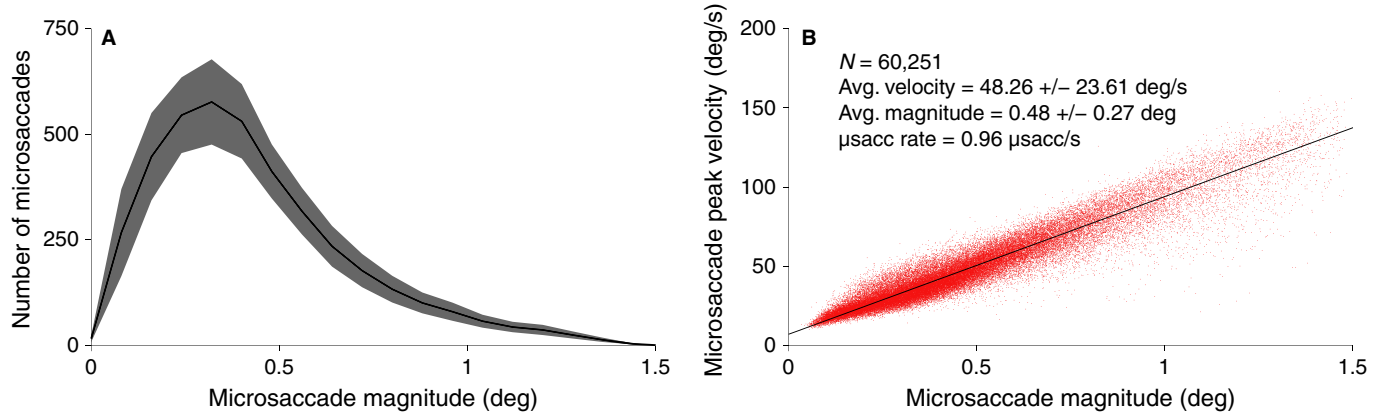 A
Number of microsaccades
750
500
250
0
0
0.5
1
1.5
Microsaccade magnitude (deg)
B
Microsaccade peak velocity (deg/s)
200
150
100
50
0
N = 60,251
Avg. velocity = 48.26 +/− 23.61 deg/s
Avg. magnitude = 0.48 +/− 0.27 deg
μsacc rate = 0.96 μsacc/s
0
0.5
1
1.5
Microsaccade magnitude (deg)